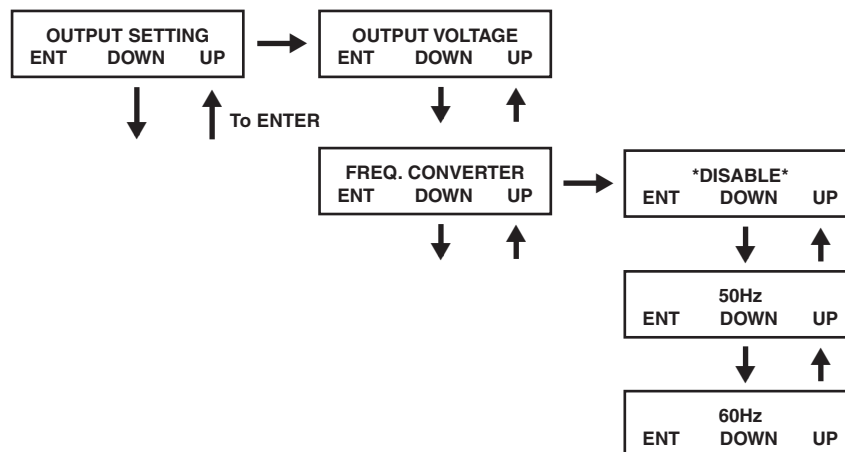 OUTPUT SETTING
ENT DOWN UP
OUTPUT VOLTAGE
ENT DOWN UP
To ENTER
FREQ. CONVERTER
ENT DOWN UP
*DISABLE*
ENT DOWN UP
50Hz
ENT DOWN UP
60Hz
ENT DOWN UP